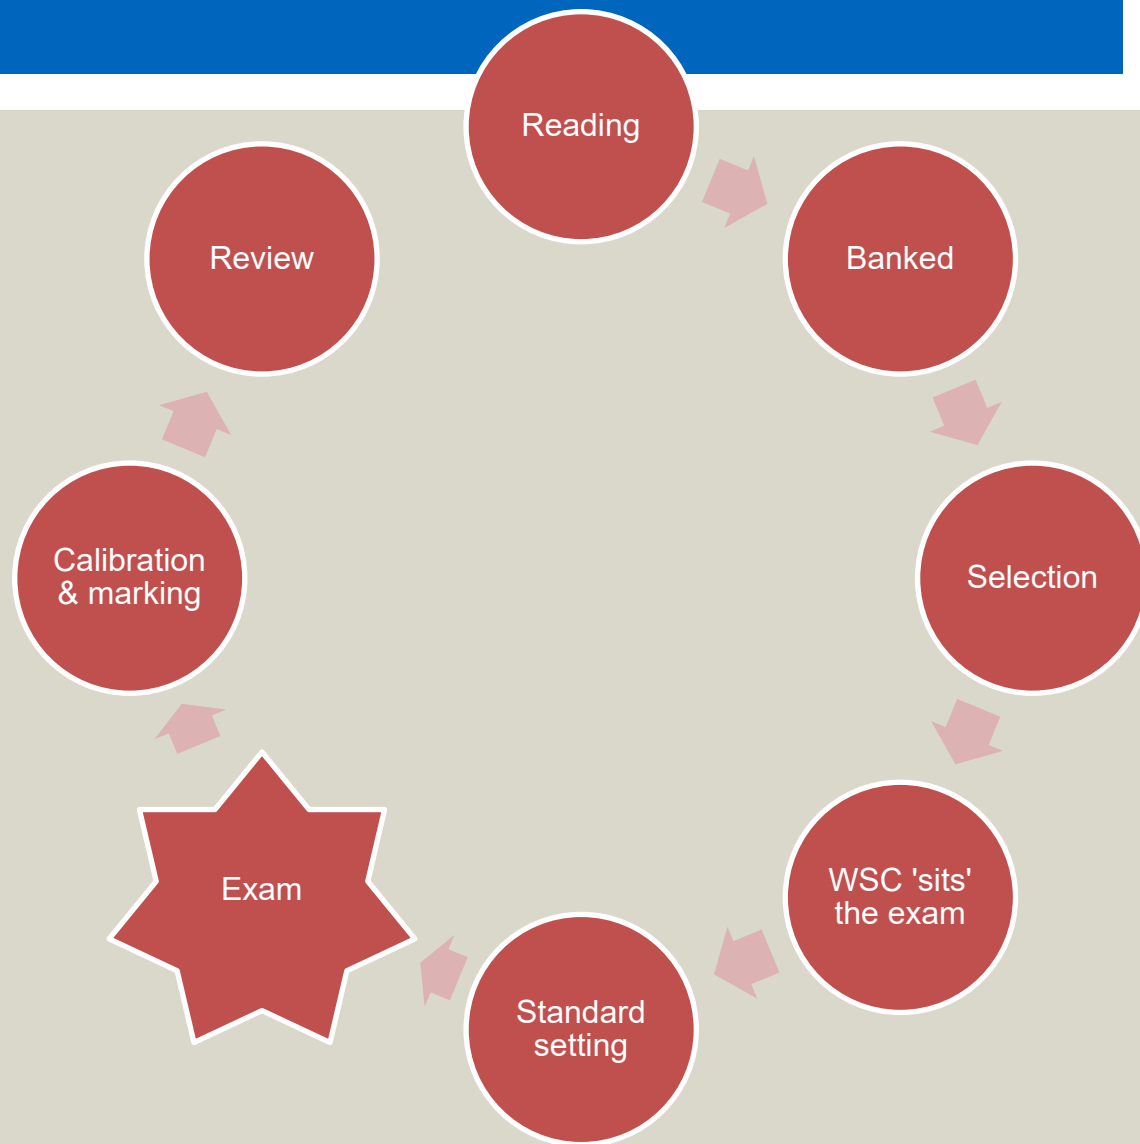 Reading
Banked
Selection
WSC 'sits'
the exam
Standard
setting
Exam
Calibration
& marking
Review